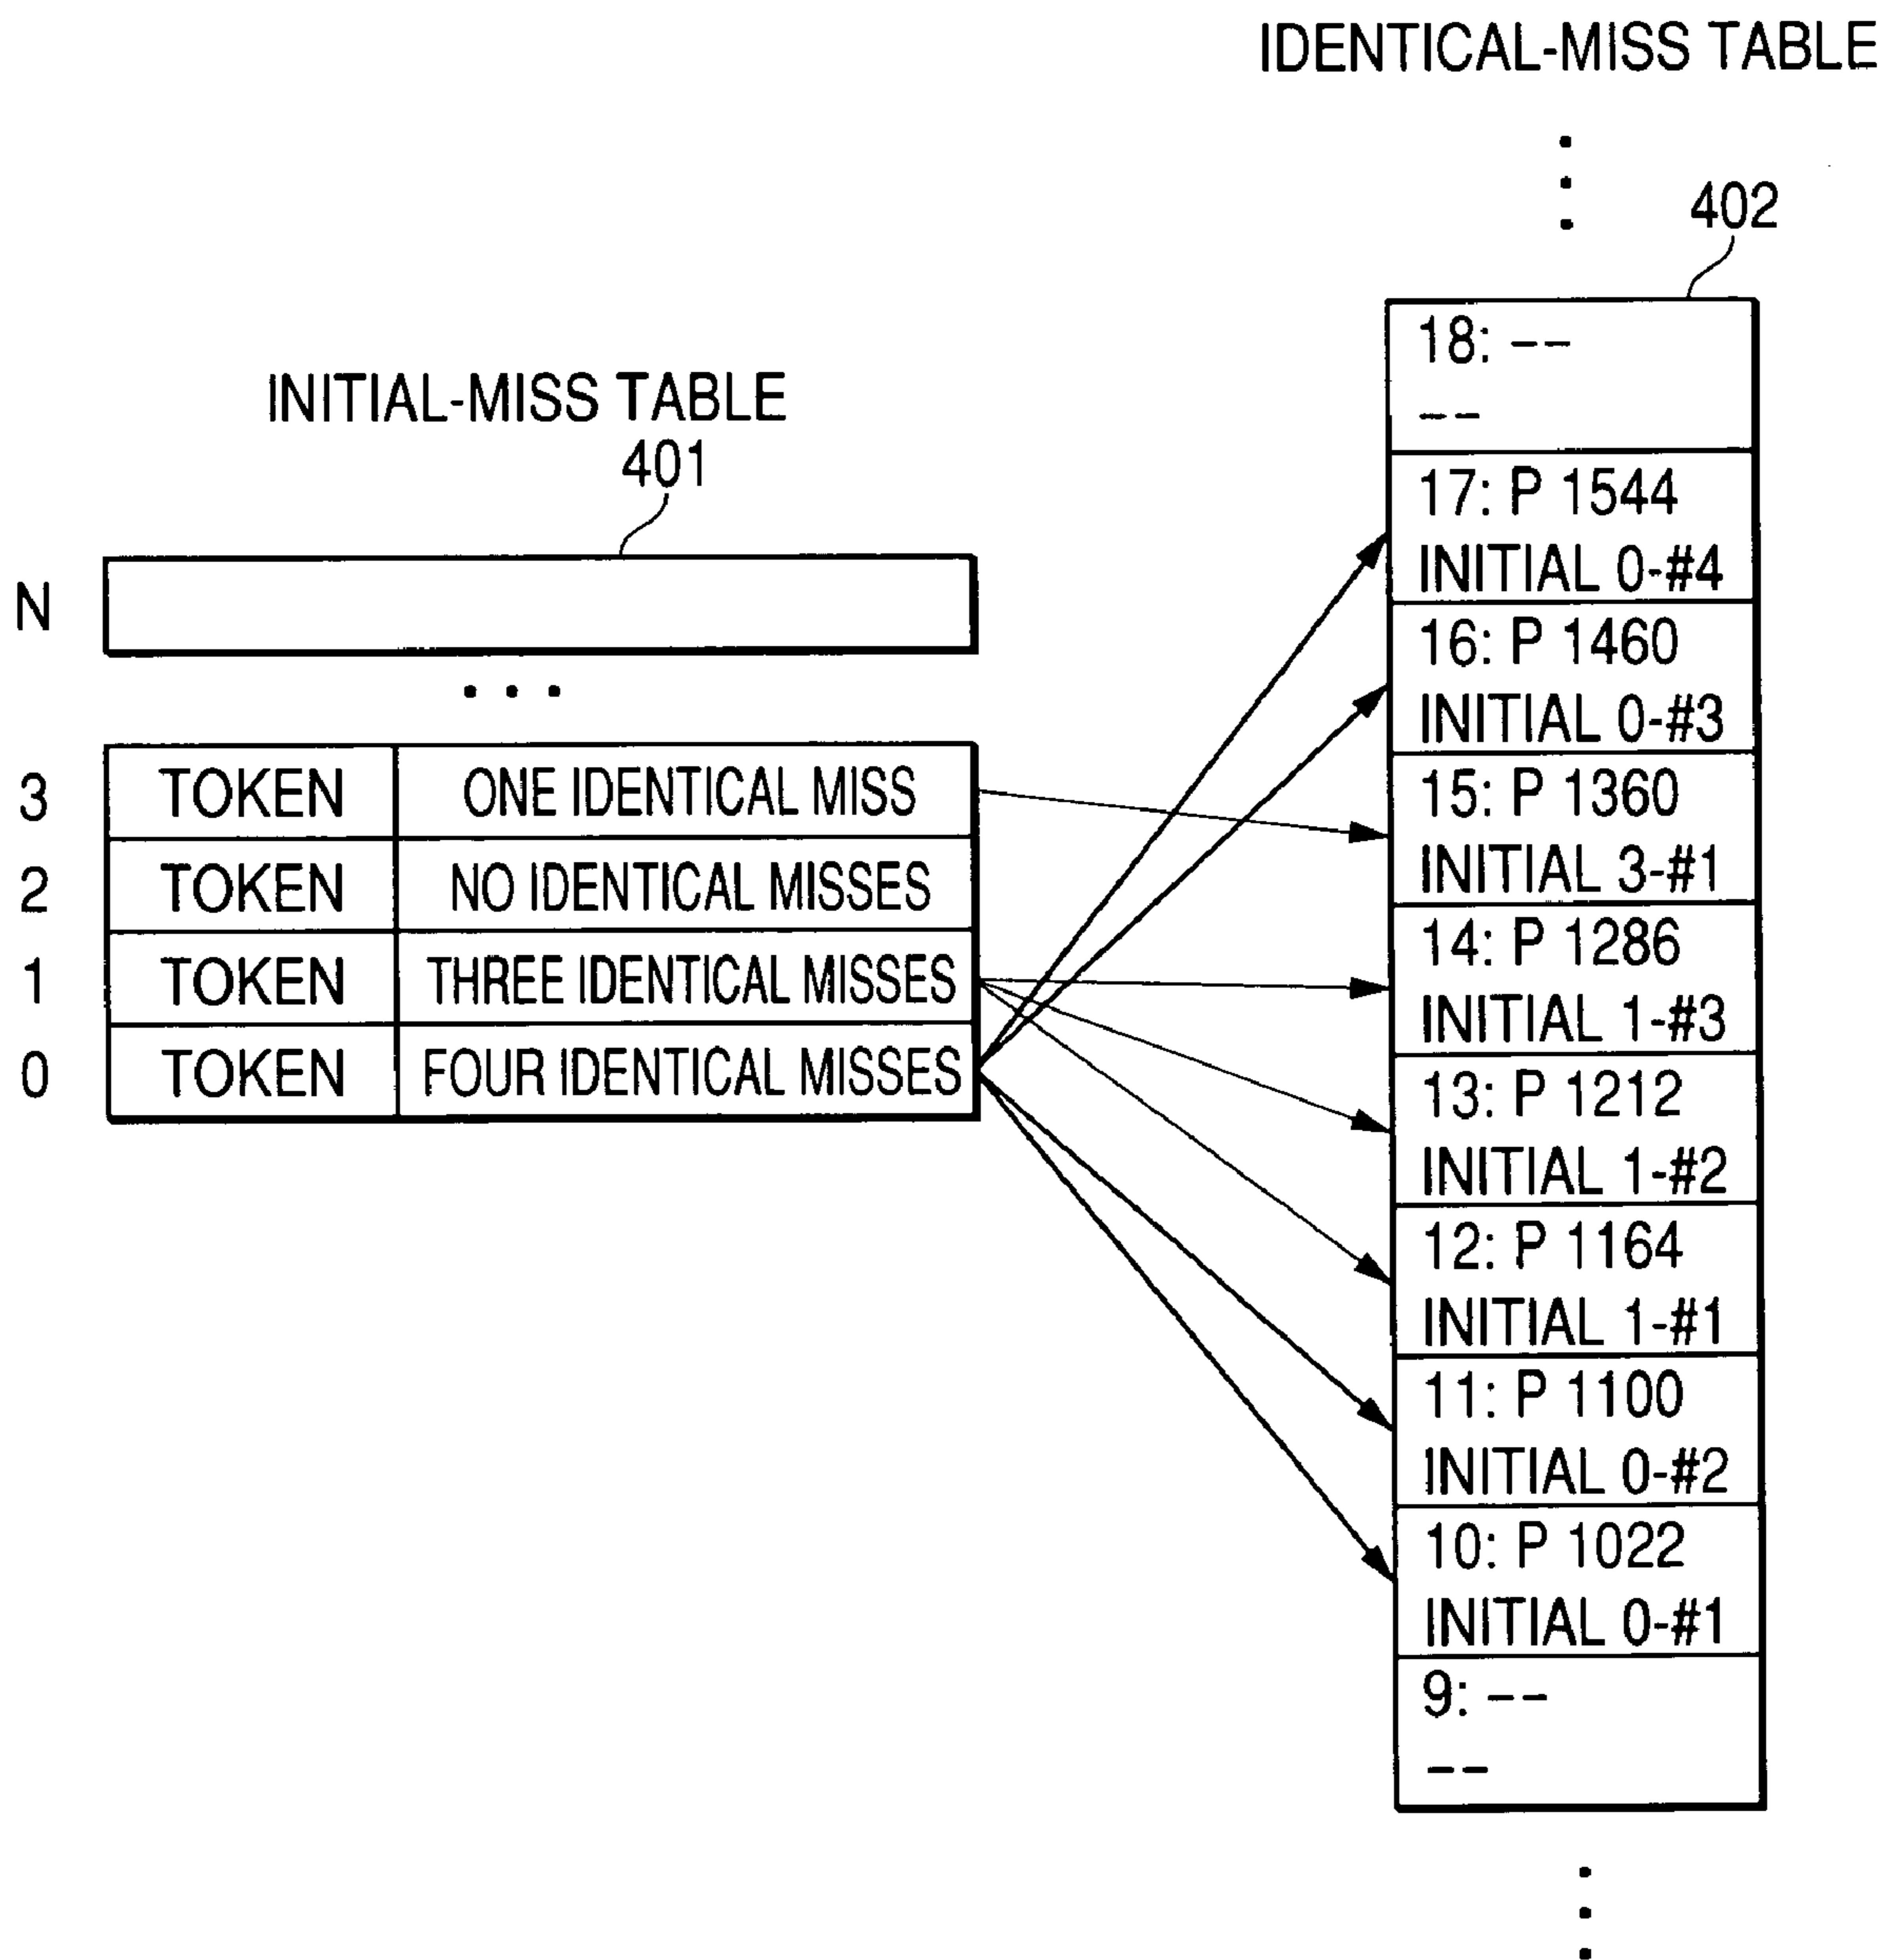 IDENTICAL-MISS TABLE
402
INITIAL-MISS TABLE
401
N
...
3 TOKEN ONE IDENTICAL MISS
2 TOKEN NO IDENTICAL MISSES
1 TOKEN THREE IDENTICAL MISSES
0 TOKEN FOUR IDENTICAL MISSES
18: --
--
17: P 1544
INITIAL 0-#4
16: P 1460
INITIAL 0-#3
15: P 1360
INITIAL 3-#1
14: P 1286
INITIAL 1-#3
13: P 1212
INITIAL 1-#2
12: P 1164
INITIAL 1-#1
11: P 1100
INITIAL 0-#2
10: P 1022
INITIAL 0-#1
9: --
--